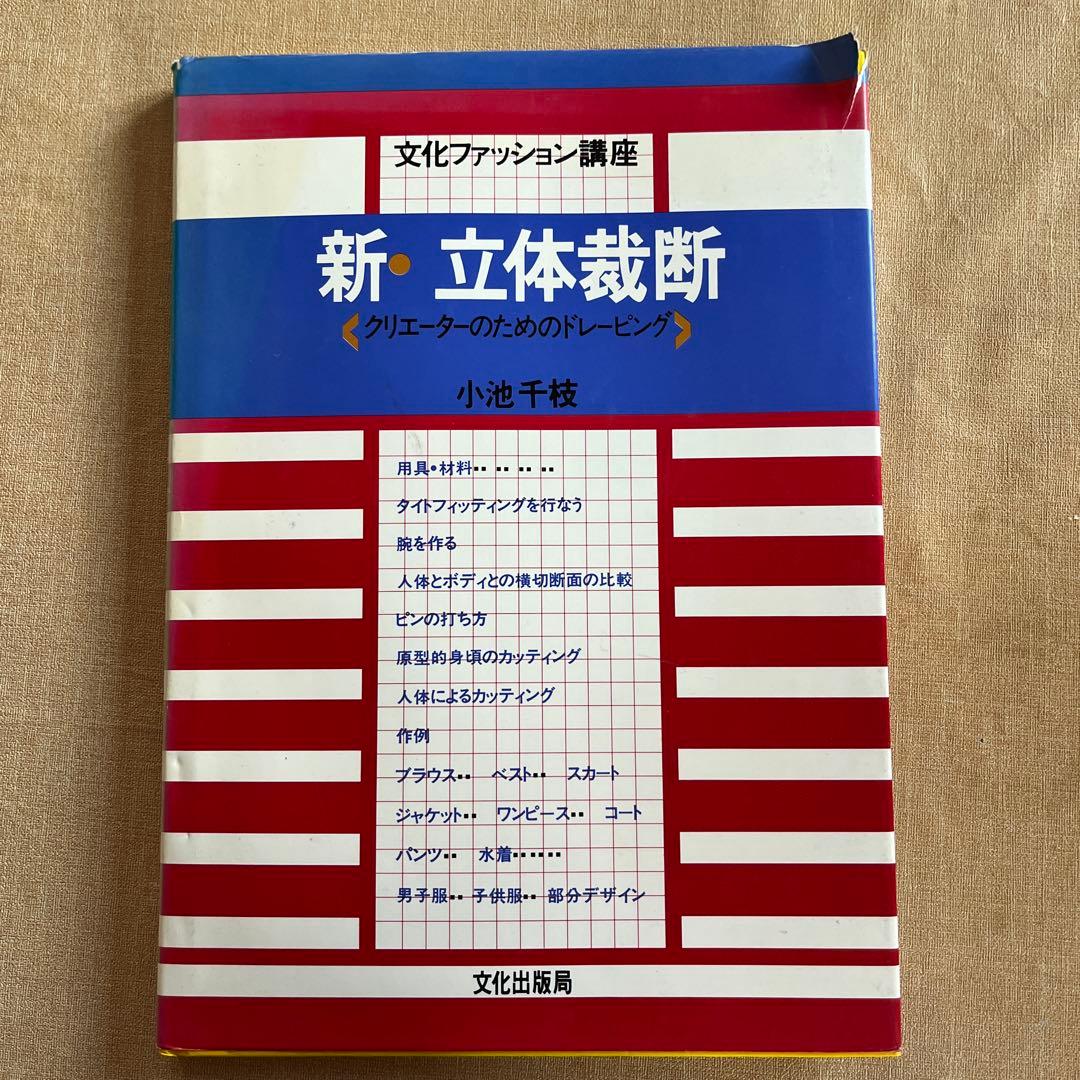 文化ファッション講座
新・立体裁断
《クリエーターのためのドレーピング》
小池千枝
用具・材料‥‥‥‥
タイトフィッティングを行なう
腕を作る
人体とボディとの横切断面の比較
ピンの打ち方
原型的身頃のカッティング
人体によるカッティング
作例
ブラウス‥ ベスト‥ スカート
ジャケット‥ ワンピース‥ コート
パンツ‥ 水着‥‥‥
男子服‥ 子供服‥ 部分デザイン
文化出版局